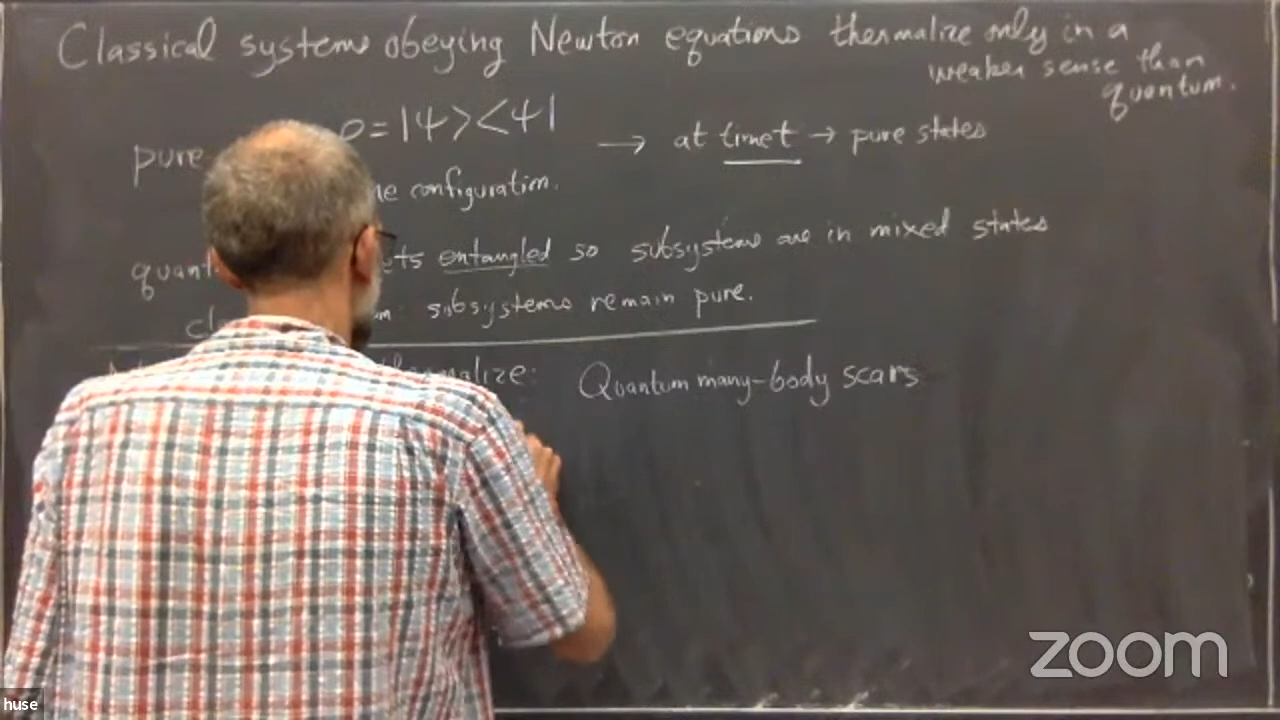 Classical systems obeying Newton equations thermalize only in a
weaker sense than
quantum.
pure ρ=|ψ><ψ| → at time t → pure states
configuration.
entangled so subsystems are in mixed states
subsystems remain pure.
Quantum many-body scars
zoom
huse